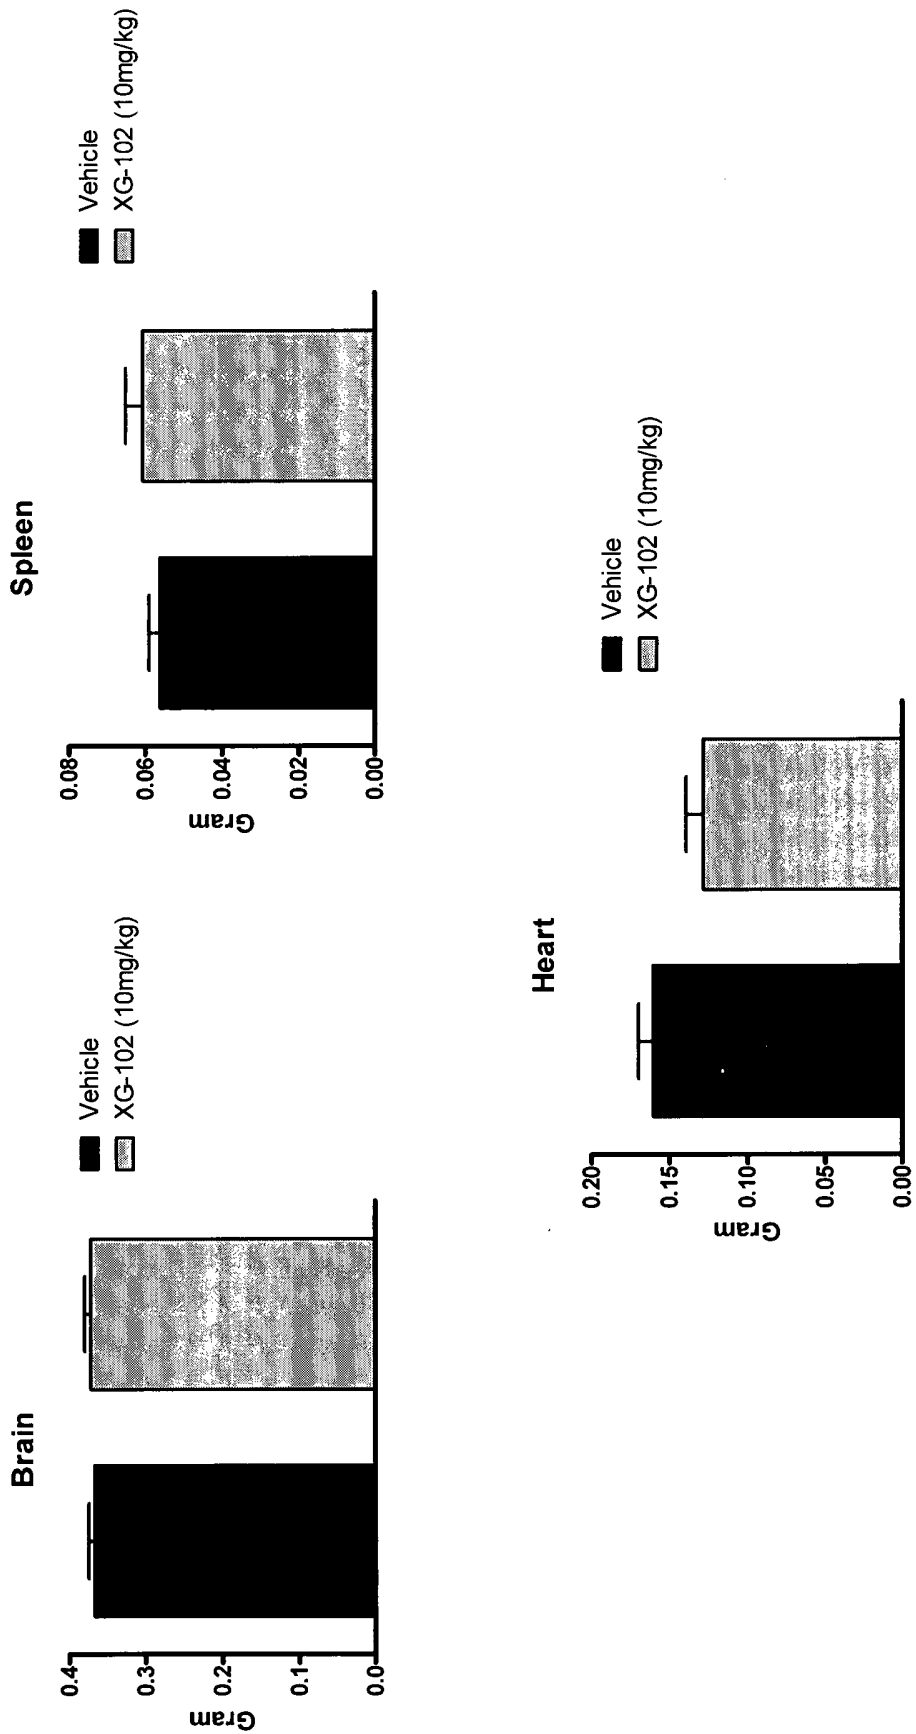 Brain
Gram
0.4
0.3
0.2
0.1
0.0
Vehicle
XG-102 (10mg/kg)
Spleen
Gram
0.08
0.06
0.04
0.02
0.00
Vehicle
XG-102 (10mg/kg)
Heart
Gram
0.20
0.15
0.10
0.05
0.00
Vehicle
XG-102 (10mg/kg)